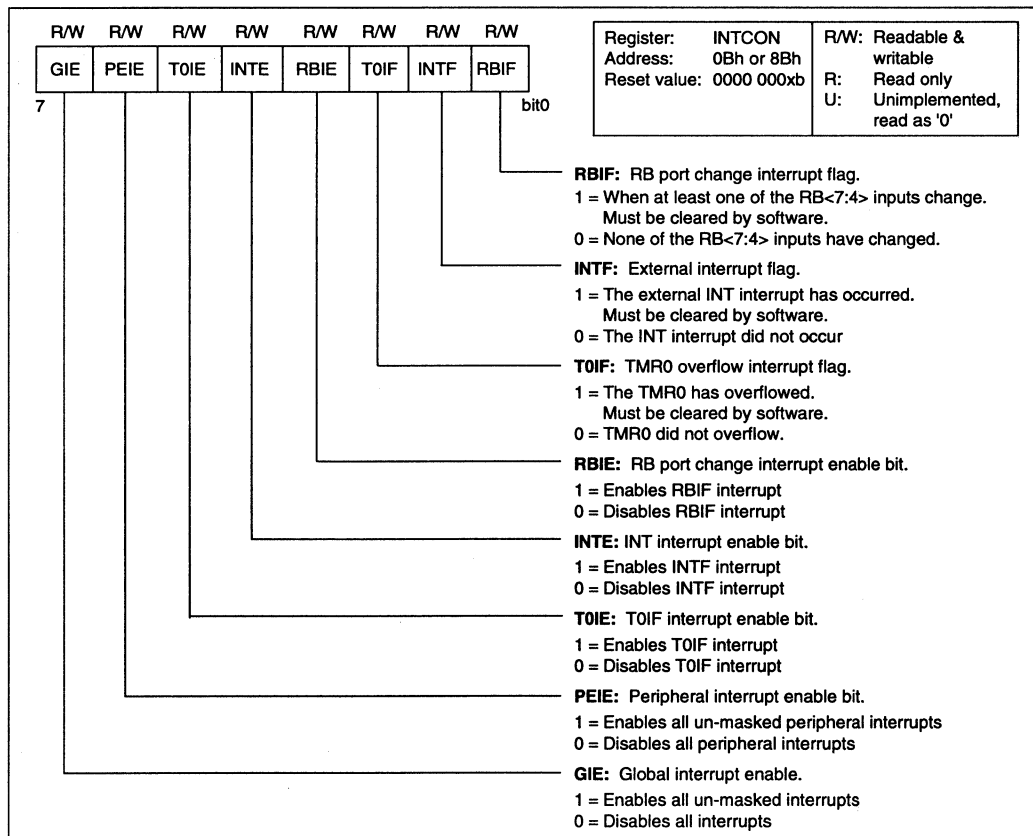 R/W R/W R/W R/W R/W R/W R/W R/W
GIE PEIE T0IE INTE RBIE T0IF INTF RBIF
7 bit0
Register: INTCON
Address: 0Bh or 8Bh
Reset value: 0000 000xb
R/W: Readable &
writable
R: Read only
U: Unimplemented,
read as '0'
RBIF: RB port change interrupt flag.
1 = When at least one of the RB<7:4> inputs change.
Must be cleared by software.
0 = None of the RB<7:4> inputs have changed.
INTF: External interrupt flag.
1 = The external INT interrupt has occurred.
Must be cleared by software.
0 = The INT interrupt did not occur
T0IF: TMR0 overflow interrupt flag.
1 = The TMR0 has overflowed.
Must be cleared by software.
0 = TMR0 did not overflow.
RBIE: RB port change interrupt enable bit.
1 = Enables RBIF interrupt
0 = Disables RBIF interrupt
INTE: INT interrupt enable bit.
1 = Enables INTF interrupt
0 = Disables INTF interrupt
T0IE: T0IF interrupt enable bit.
1 = Enables T0IF interrupt
0 = Disables T0IF interrupt
PEIE: Peripheral interrupt enable bit.
1 = Enables all un-masked peripheral interrupts
0 = Disables all peripheral interrupts
GIE: Global interrupt enable.
1 = Enables all un-masked interrupts
0 = Disables all interrupts